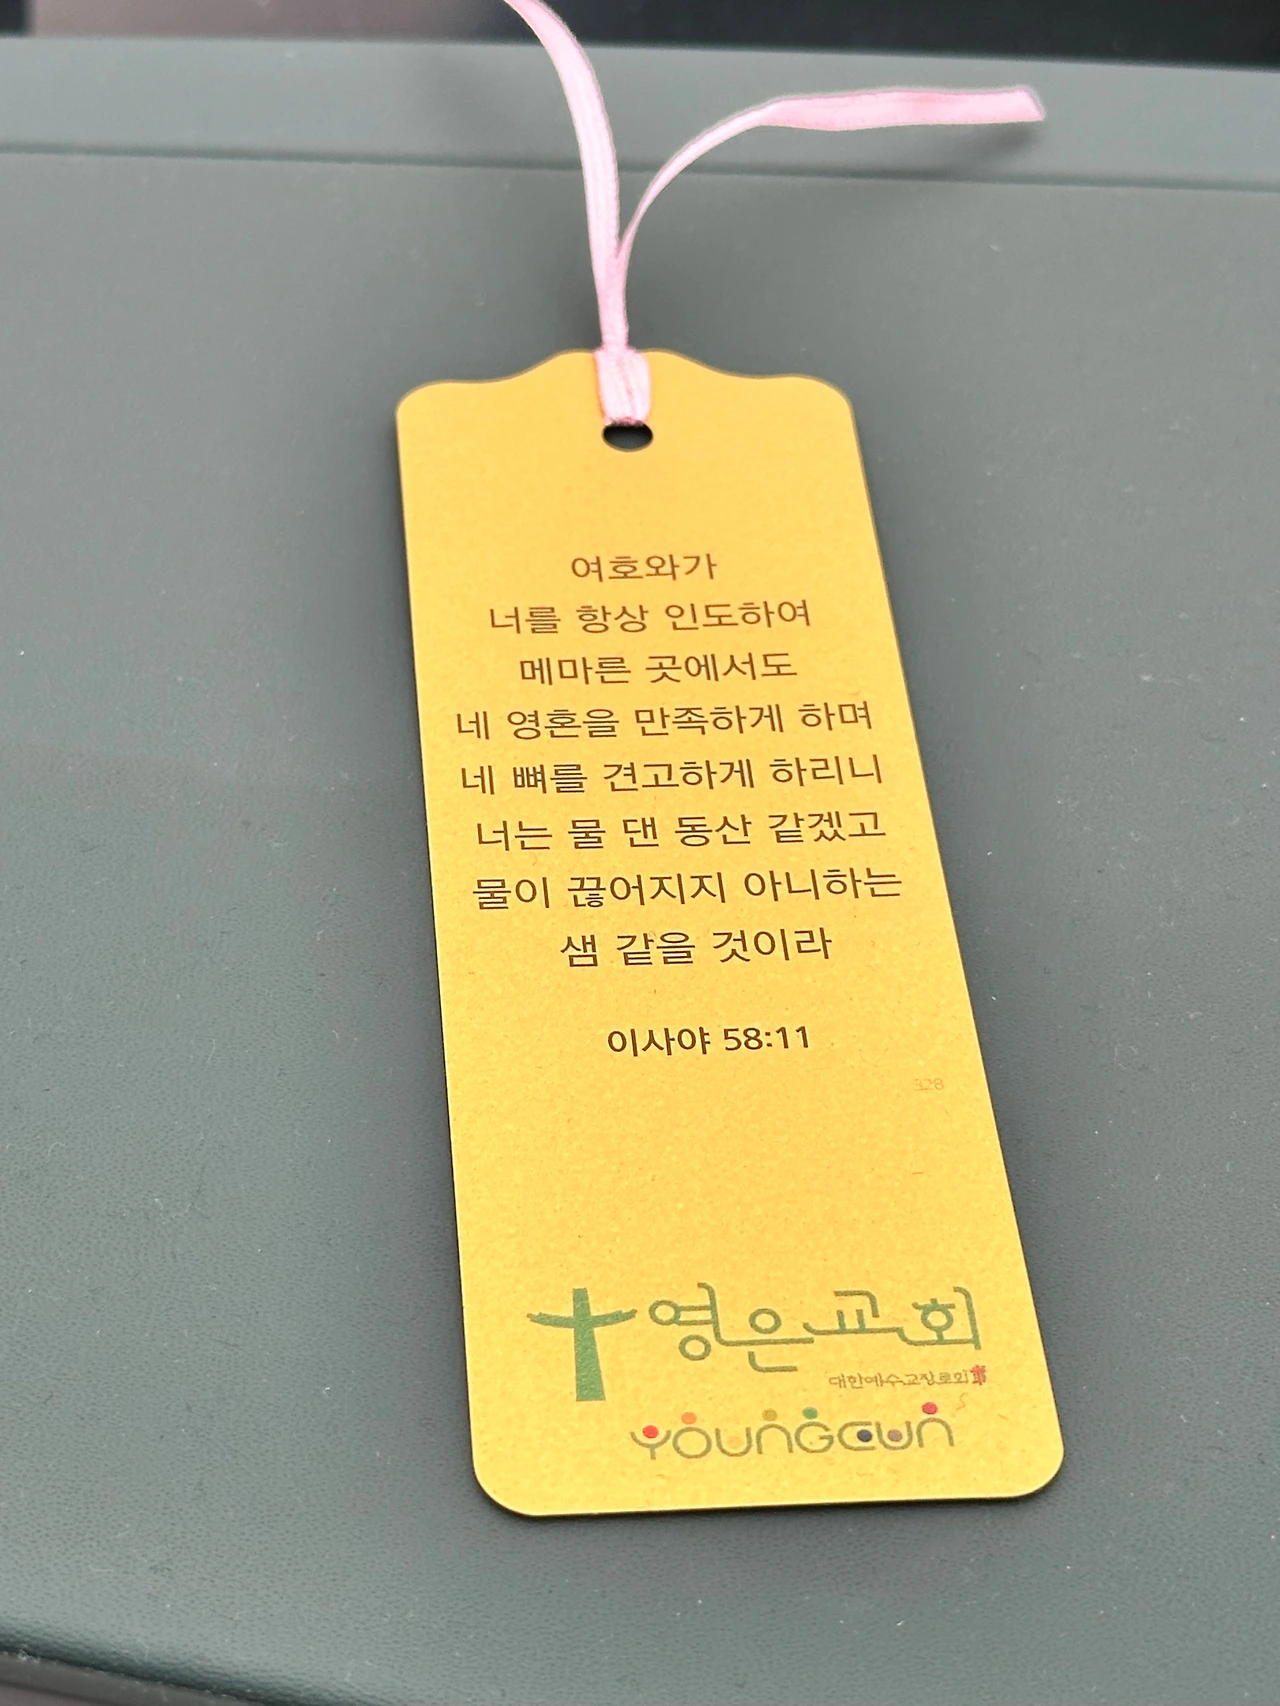 여호와가
너를 항상 인도하여
메마른 곳에서도
네 영혼을 만족하게 하며
네 뼈를 견고하게 하리니
너는 물 댄 동산 같겠고
물이 끊어지지 아니하는
샘 같을 것이라
이사야 58:11
328
영은교회
대한예수교장로회
YOUNGEUN